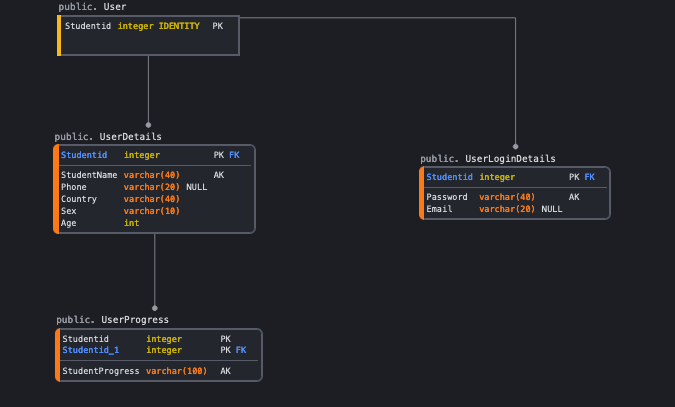 public. User
Studentid integer IDENTITY PK
public. UserDetails
Studentid integer PK FK
StudentName varchar(40) AK
Phone varchar(20) NULL
Country varchar(40)
Sex varchar(10)
Age int
public. UserLoginDetails
Studentid integer PK FK
Password varchar(40) AK
Email varchar(20) NULL
public. UserProgress
Studentid integer PK
Studentid_1 integer PK FK
StudentProgress varchar(100) AK